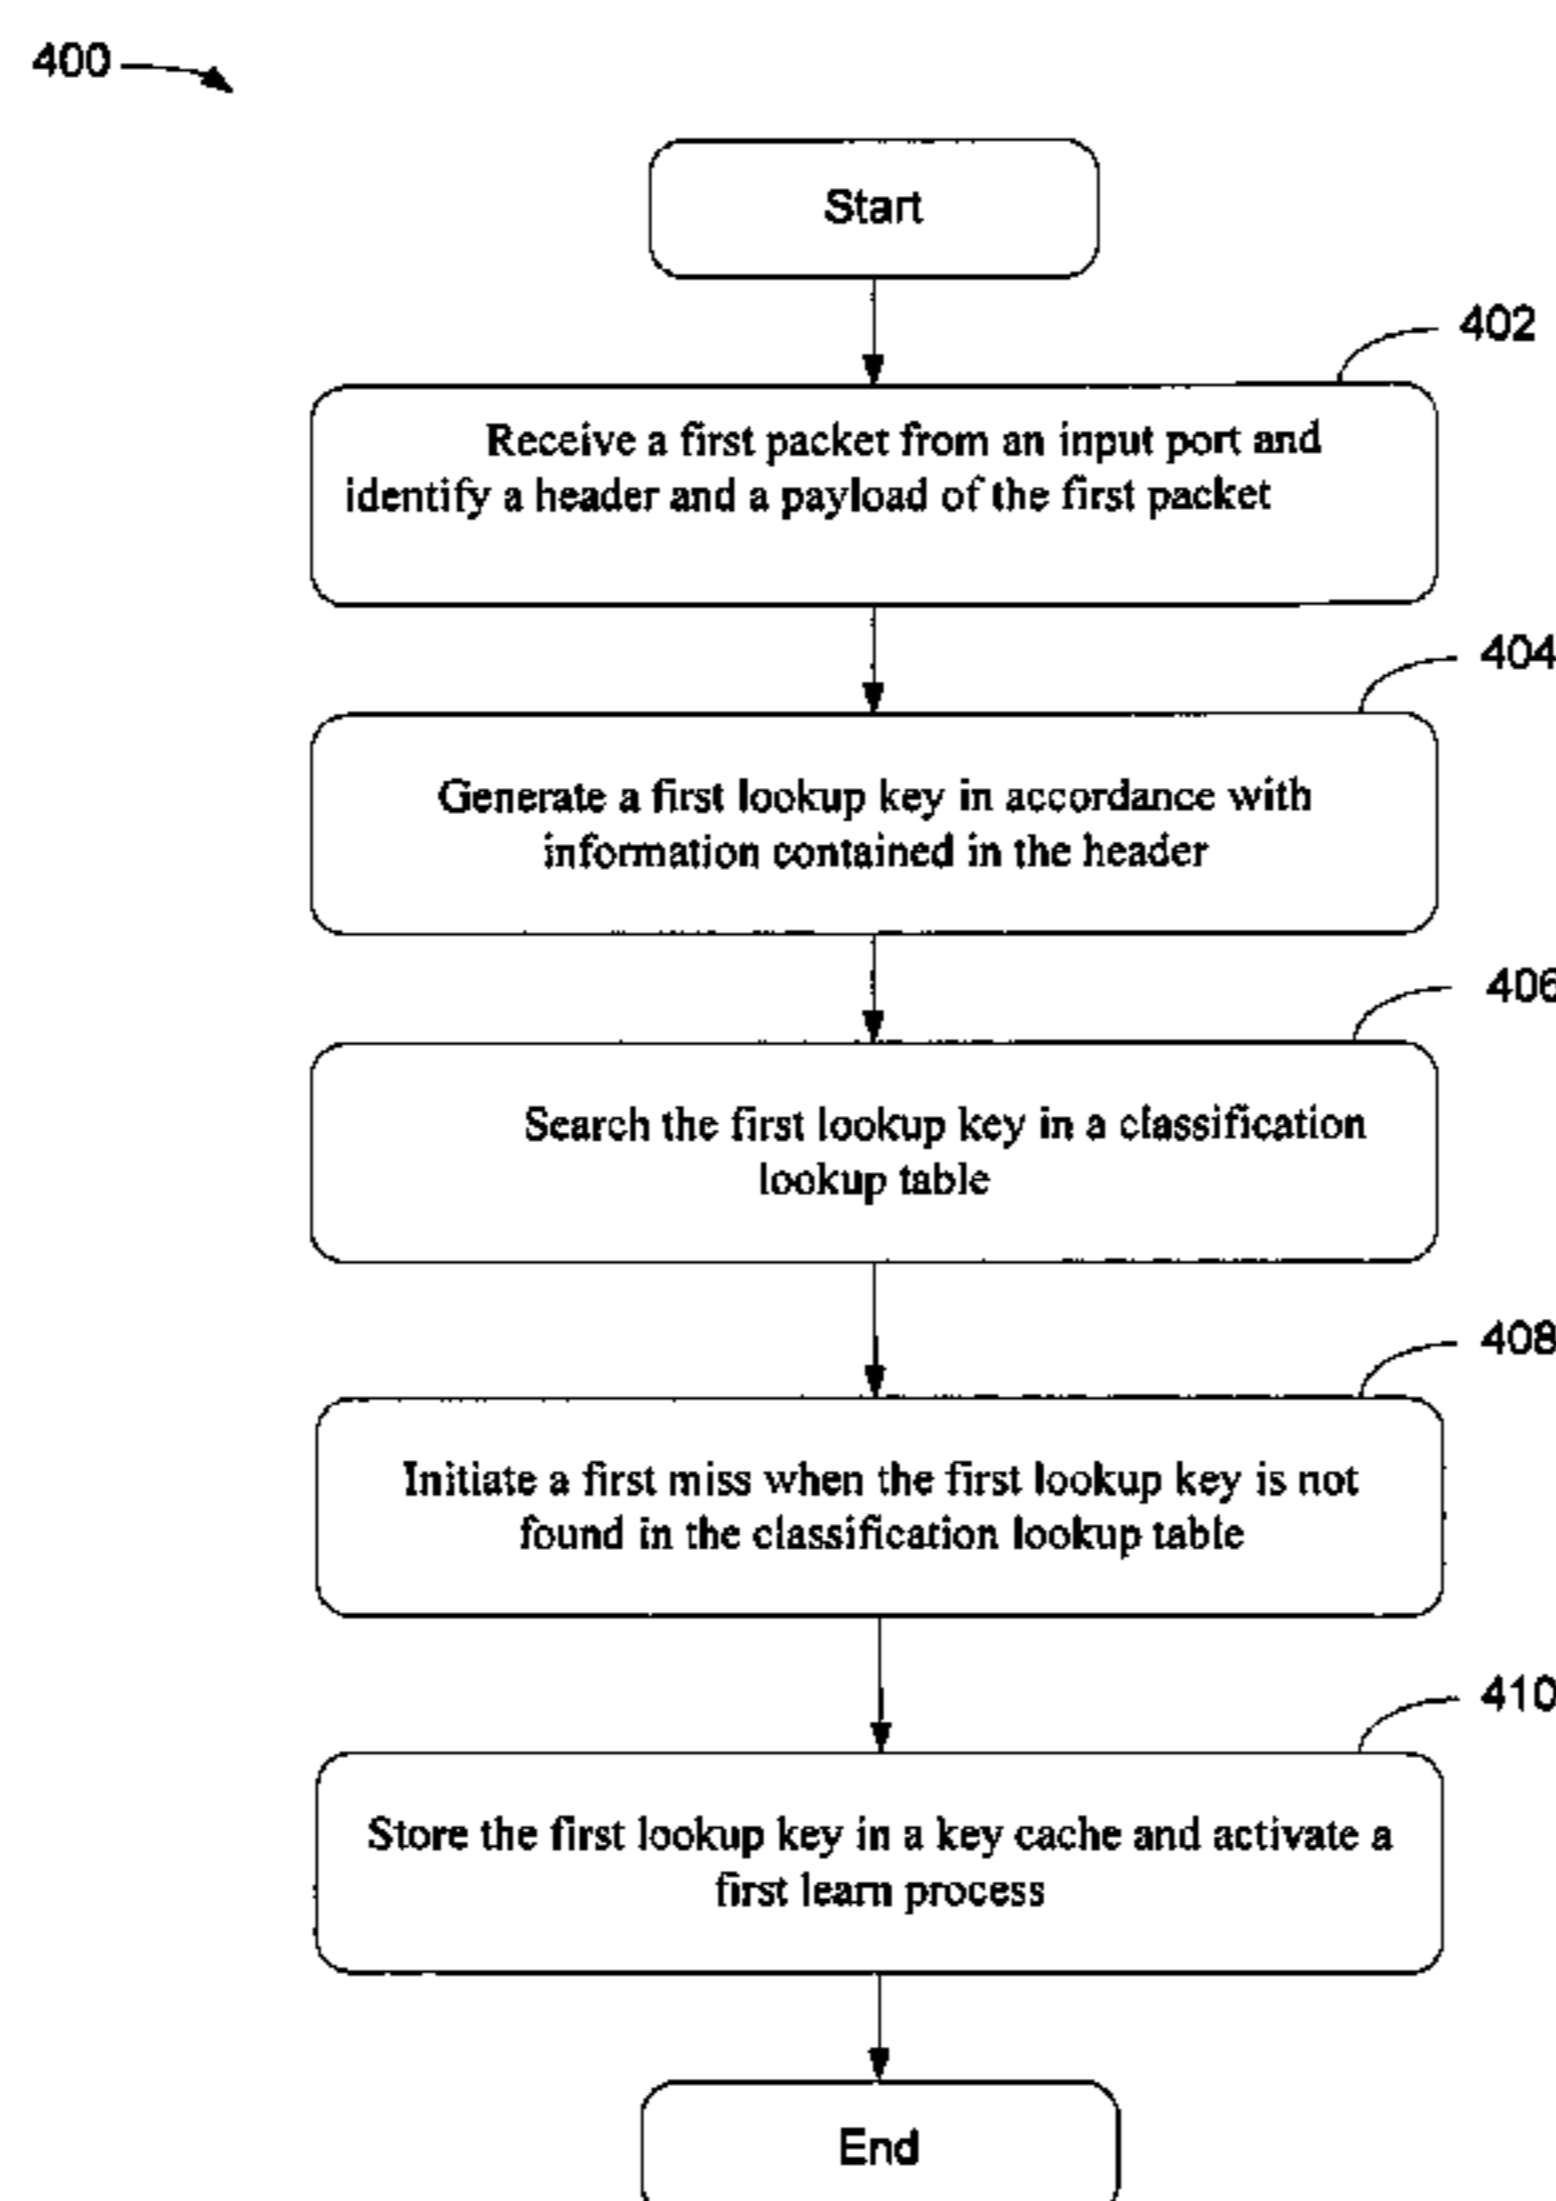 400
Start
402
Receive a first packet from an input port and
identify a header and a payload of the first packet
404
Generate a first lookup key in accordance with
information contained in the header
406
Search the first lookup key in a classification
lookup table
408
Initiate a first miss when the first lookup key is not
found in the classification lookup table
410
Store the first lookup key in a key cache and activate a
first learn process
End